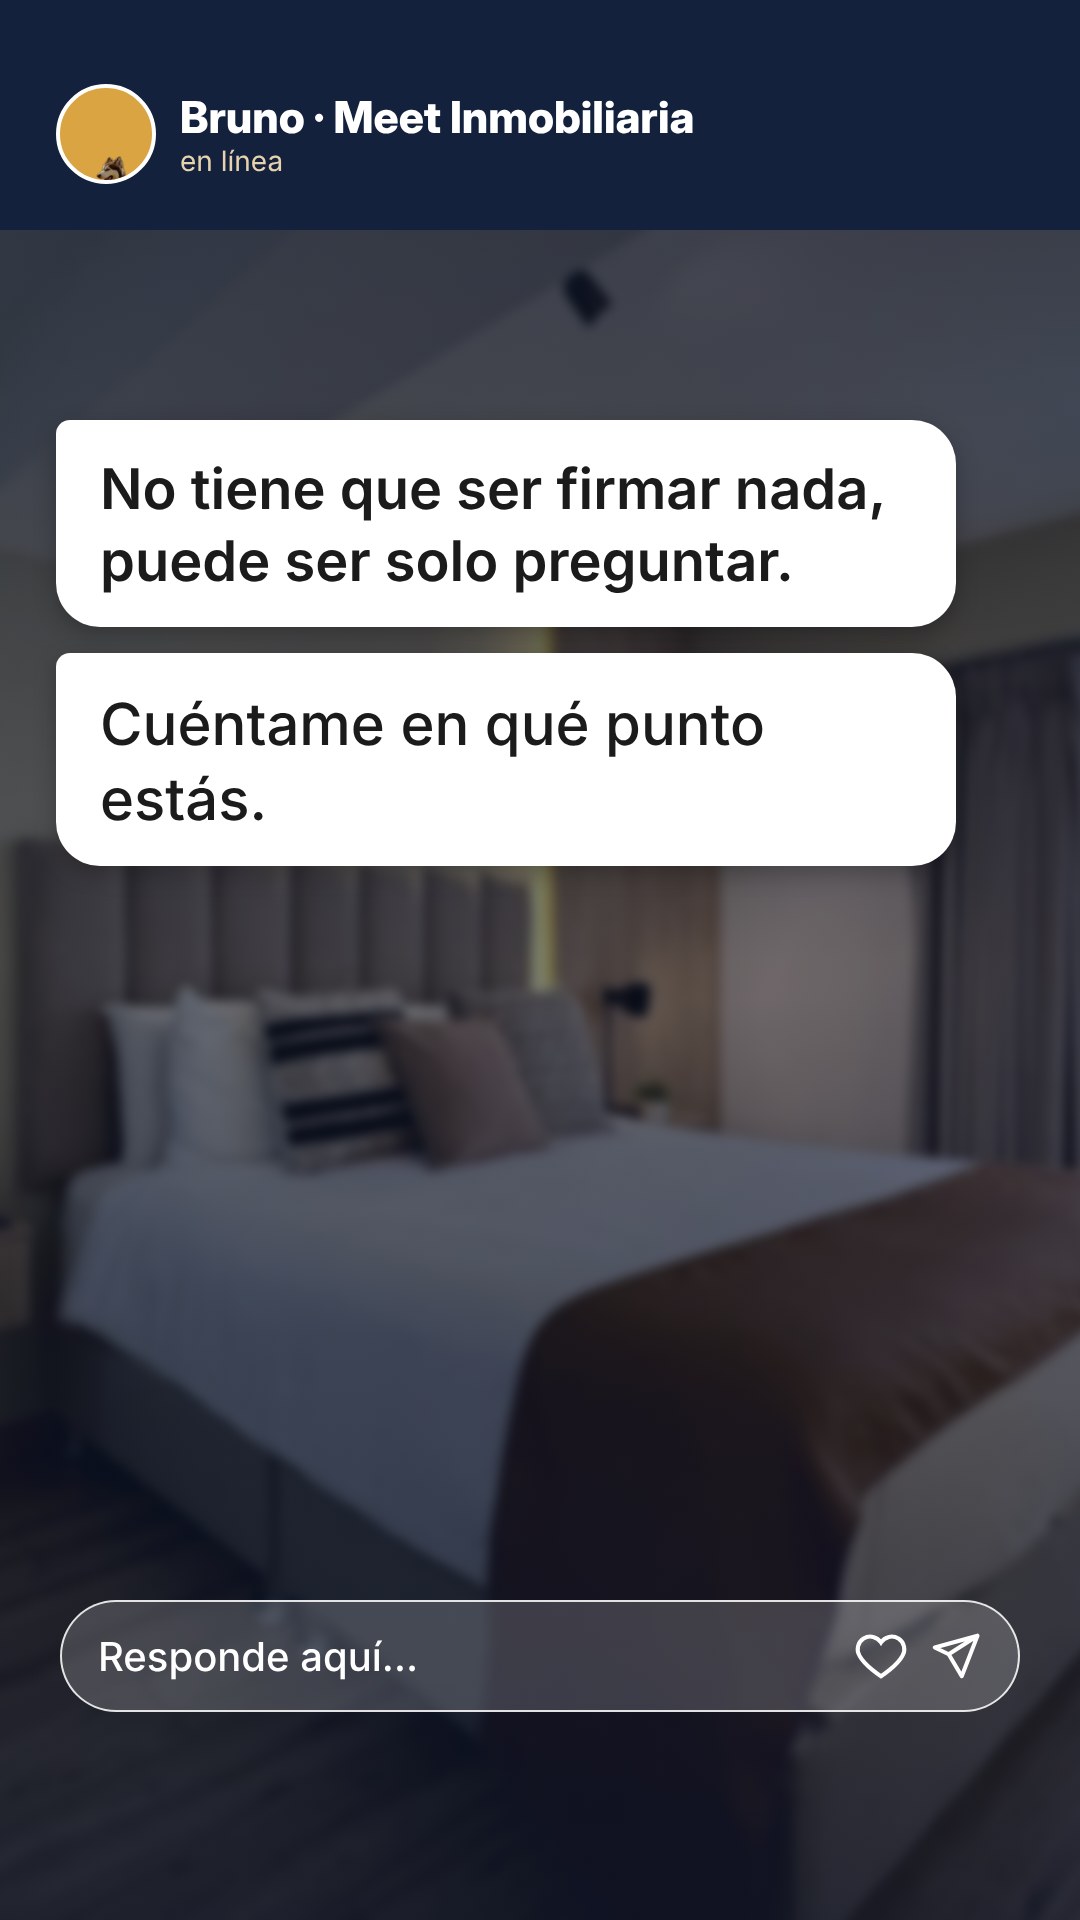 Bruno · Meet Inmobiliaria
en línea
No tiene que ser firmar nada,
puede ser solo preguntar.
Cuéntame en qué punto
estás.
Responde aquí...